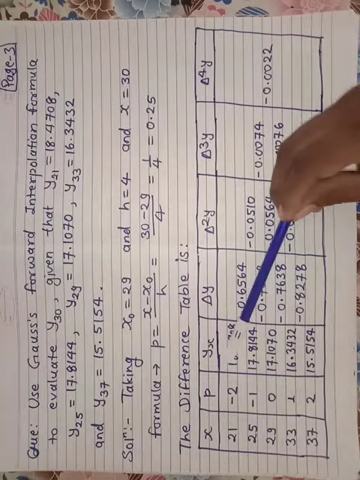 Page-3
Que: Use Gauss's forward Interpolation formula
to evaluate y30, given that y21 = 18.4708,
y25 = 17.8144, y29 = 17.1070, y33 = 16.3432
and y37 = 15.5154.
Soln:- Taking x0 = 29 and h = 4 and x = 30
formula → p = (x - x0)/h = (30 - 29)/4 = 1/4 = 0.25
The Difference Table is:
x P yx Δy Δ2y Δ3y Δ4y
21 -2
-0.6564
25 -1 17.8144 -0.0510
-0.0074
29 0 17.1070 -0.0564 -0.0022
-0.7638
33 1 16.3432
-0.8278
37 2 15.5154